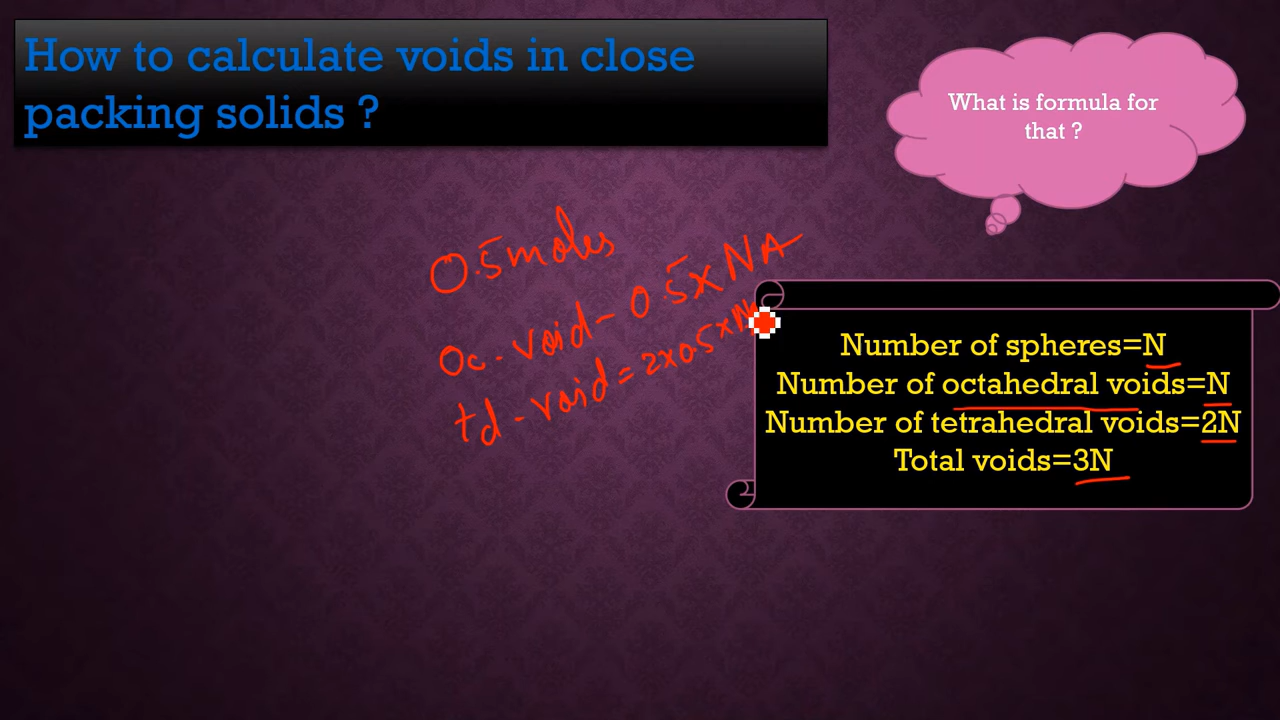 How to calculate voids in close
packing solids ?
What is formula for
that ?
0.5 moles
Oc - void - 0.5 x NA
td - void = 2 x 0.5 x
Number of spheres=N
Number of octahedral voids=N
Number of tetrahedral voids=2N
Total voids=3N